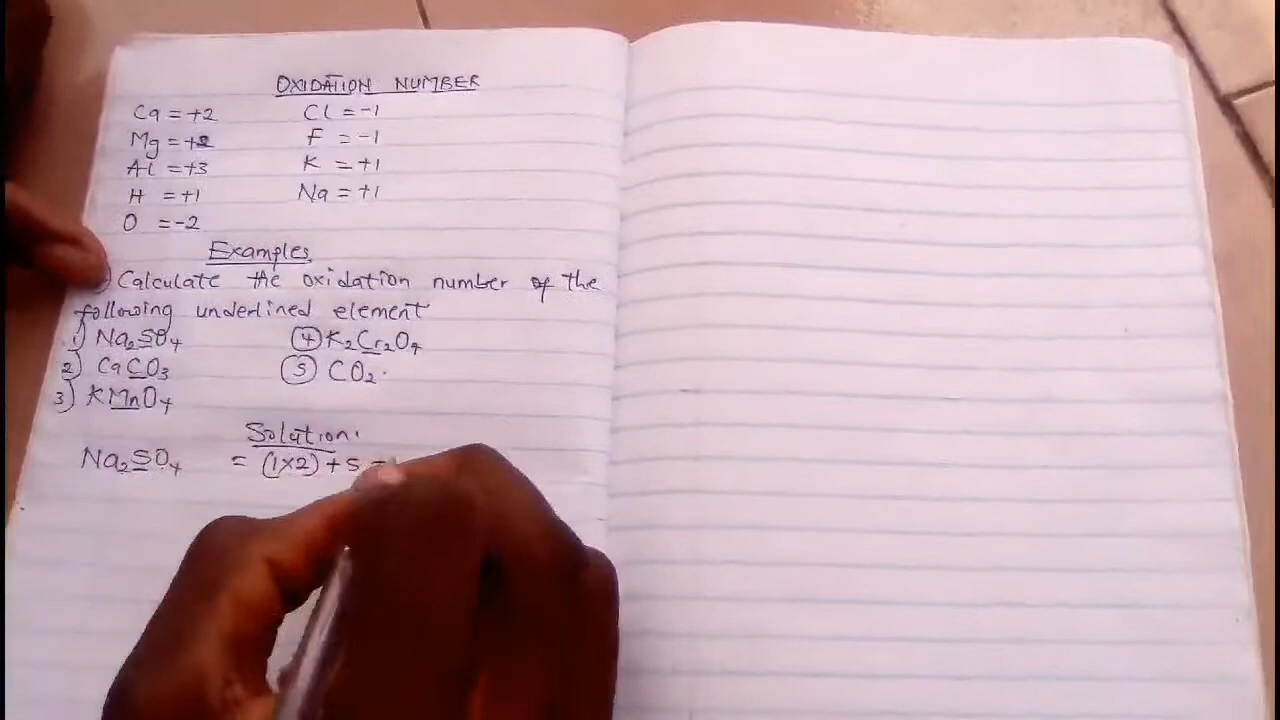 OXIDATION NUMBER
Ca = +2 Cl = -1
Mg = +2 F = -1
Al = +3 K = +1
H = +1 Na = +1
O = -2
Examples
Calculate the oxidation number of the
following underlined element
1) Na₂SO₄ ④ K₂Cr₂O₇
2) CaCO₃ ⑤ CO₂.
3) KMnO₄
Solution.
Na₂SO₄ = (1×2) + S +